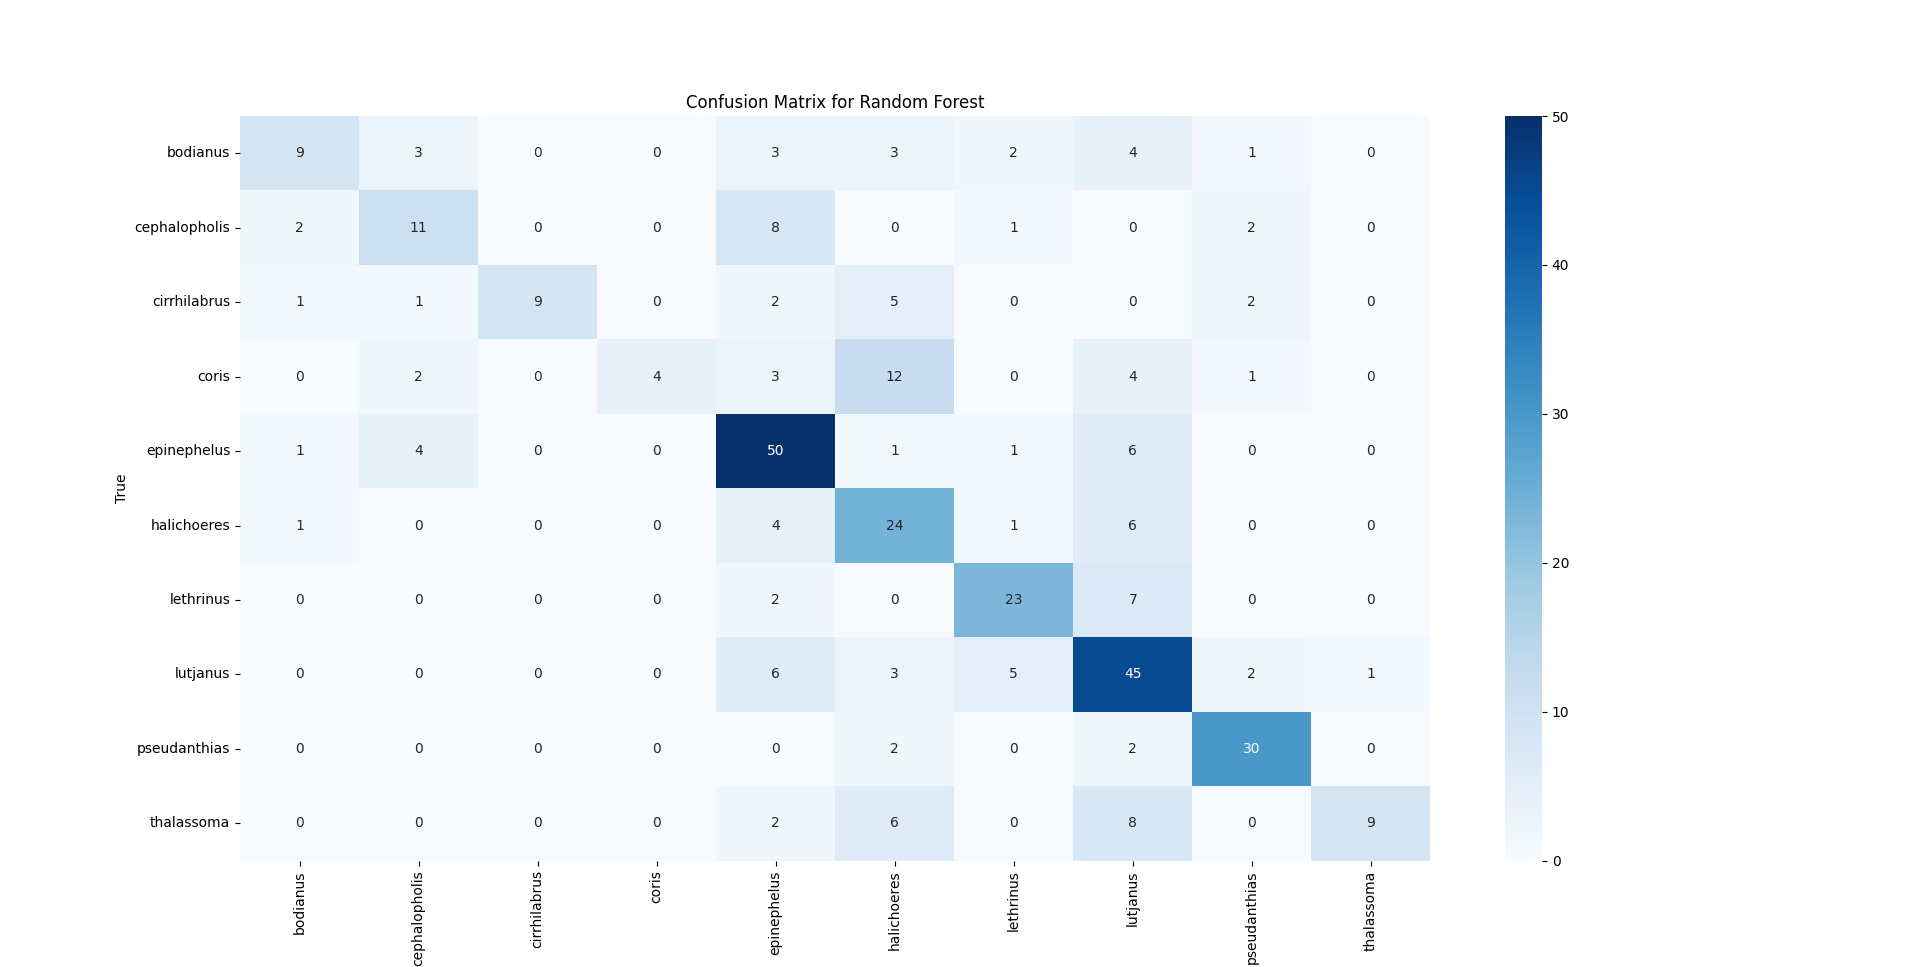 Confusion Matrix for Random Forest
bodianus 9 3 0 0 3 3 2 4 1 0
cephalopholis 2 11 0 0 8 0 1 0 2 0
cirrhilabrus 1 1 9 0 2 5 0 0 2 0
coris 0 2 0 4 3 12 0 4 1 0
epinephelus 1 4 0 0 50 1 1 6 0 0
halichoeres 1 0 0 0 4 24 1 6 0 0
lethrinus 0 0 0 0 2 0 23 7 0 0
lutjanus 0 0 0 0 6 3 5 45 2 1
pseudanthias 0 0 0 0 0 2 0 2 30 0
thalassoma 0 0 0 0 2 6 0 8 0 9
True
bodianus cephalopholis cirrhilabrus coris epinephelus halichoeres lethrinus lutjanus pseudanthias thalassoma
50
40
30
20
10
0